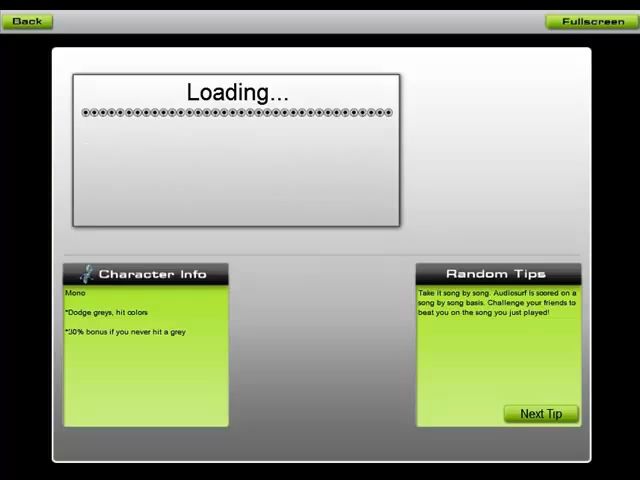 Back
Fullscreen
Loading...
Character Info
Mono
*Dodge greys, hit colors
*30% bonus if you never hit a grey
Random Tips
Take it song by song. Audiosurf is scored on a
song by song basis. Challenge your friends to
beat you on the song you just played!
Next Tip